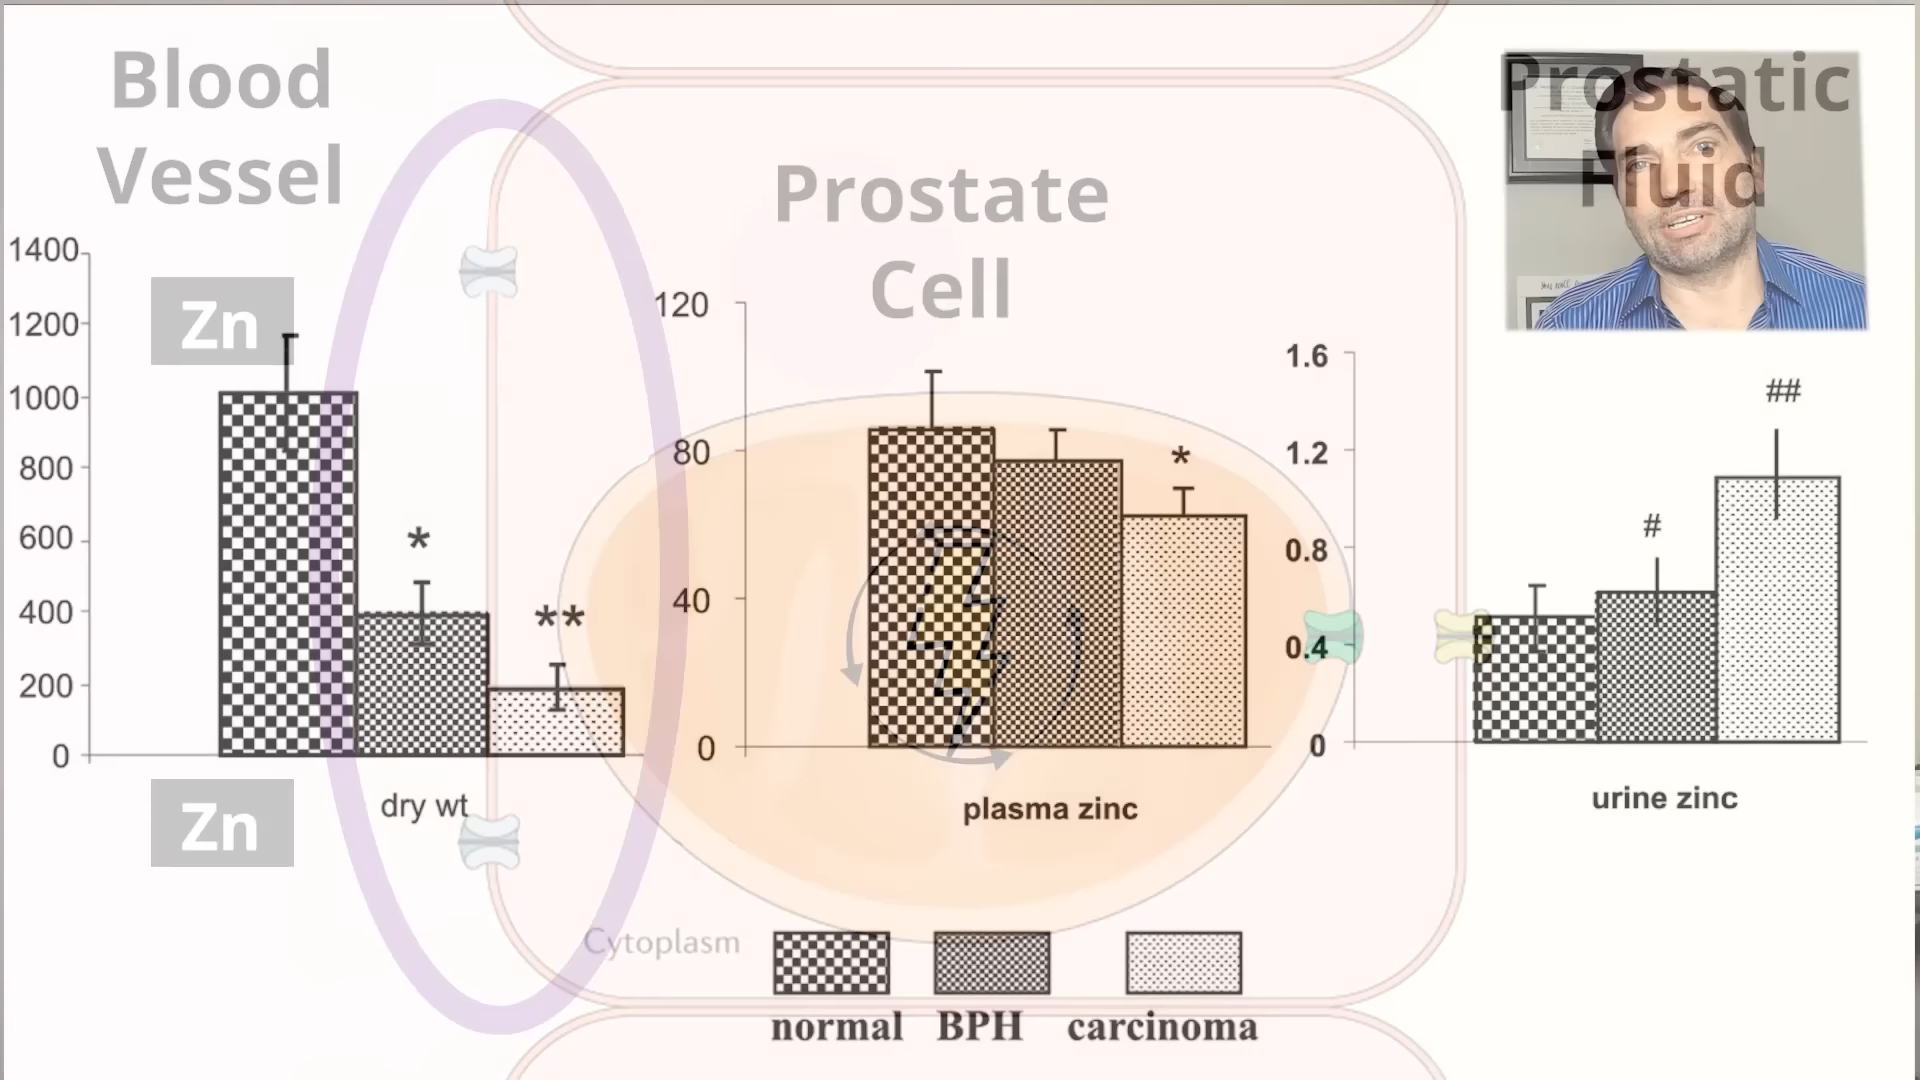 Blood
Vessel
Prostate
Cell
Prostatic
Fluid
Zn
Zn
Cytoplasm
1400
1200
1000
800
600
400
200
0
*
**
dry wt
120
80
40
0
*
plasma zinc
1.6
1.2
0.8
0.4
0
#
##
urine zinc
normal BPH carcinoma